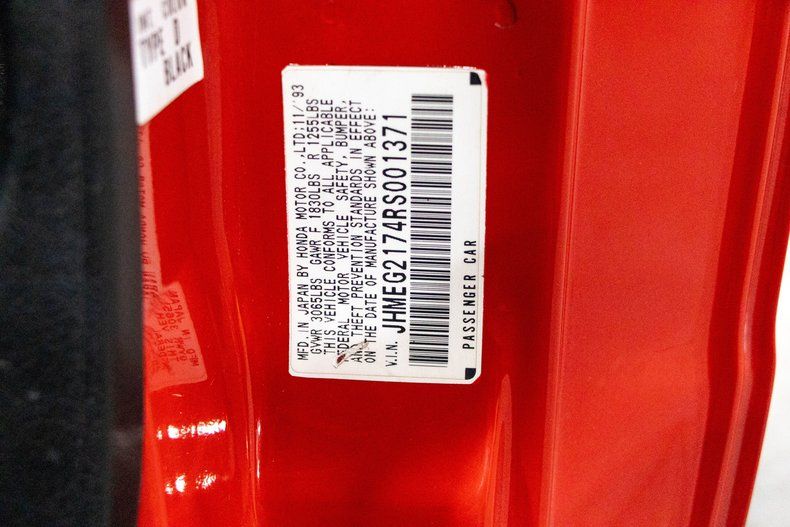 INT. COLOR
TYPE D
BLACK
MFD. IN JAPAN BY HONDA MOTOR CO.,LTD;11/'93
GVWR 3065LBS GAWR F 1830LBS R 1255LBS
THIS VEHICLE CONFORMS TO ALL APPLICABLE
FEDERAL MOTOR VEHICLE SAFETY, BUMPER,
AND THEFT PREVENTION STANDARDS IN EFFECT
ON THE DATE OF MANUFACTURE SHOWN ABOVE:
V.I.N. JHMEG2174RS001371
PASSENGER CAR